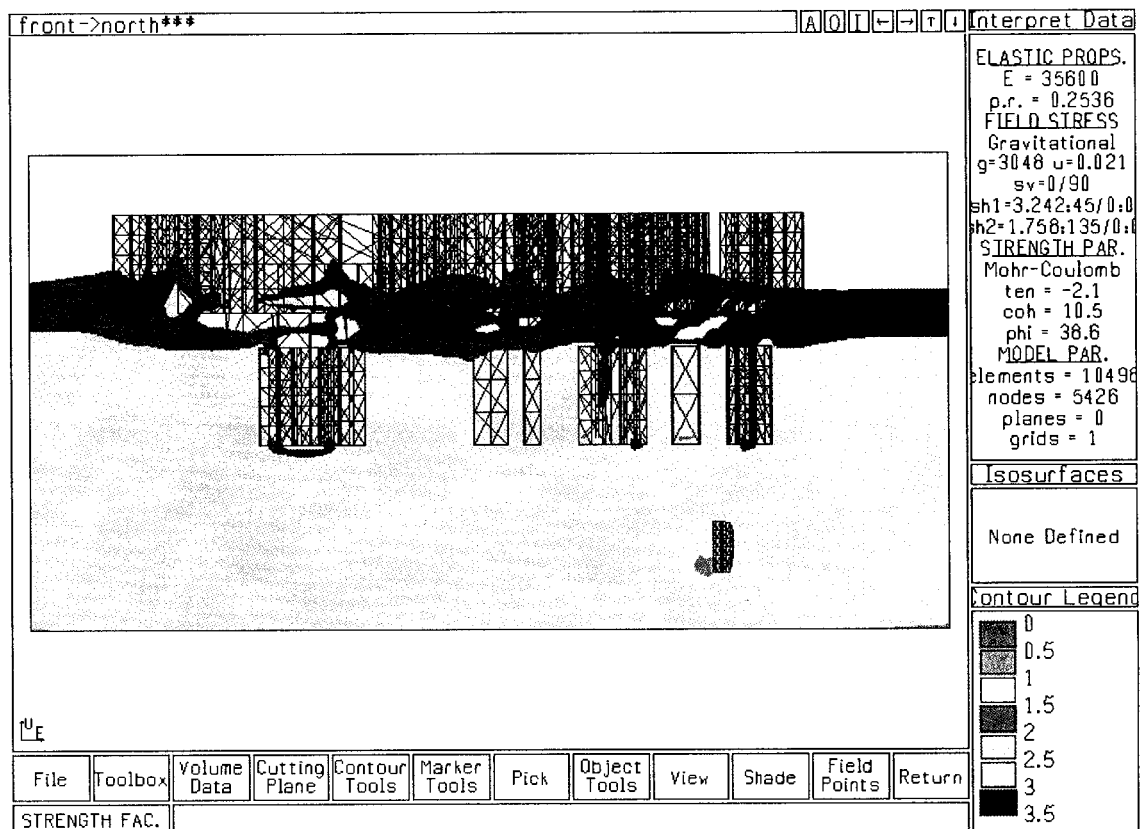 front->north***
A O I ← → ↑ ↓
Interpret Data
ELASTIC PROPS.
E = 35600
p.r. = 0.2536
FIELD STRESS
Gravitational
g=3048 u=0.021
sv=0/90
sh1=3.242:45/0:0
sh2=1.758:135/0:0
STRENGTH PAR.
Mohr-Coulomb
ten = -2.1
coh = 10.5
phi = 38.6
MODEL PAR.
elements = 10496
nodes = 5426
planes = 0
grids = 1
Isosurfaces
None Defined
Contour Legend
0
0.5
1
1.5
2
2.5
3
3.5
U
E
File
Toolbox
Volume
Data
Cutting
Plane
Contour
Tools
Marker
Tools
Pick
Object
Tools
View
Shade
Field
Points
Return
STRENGTH FAC.